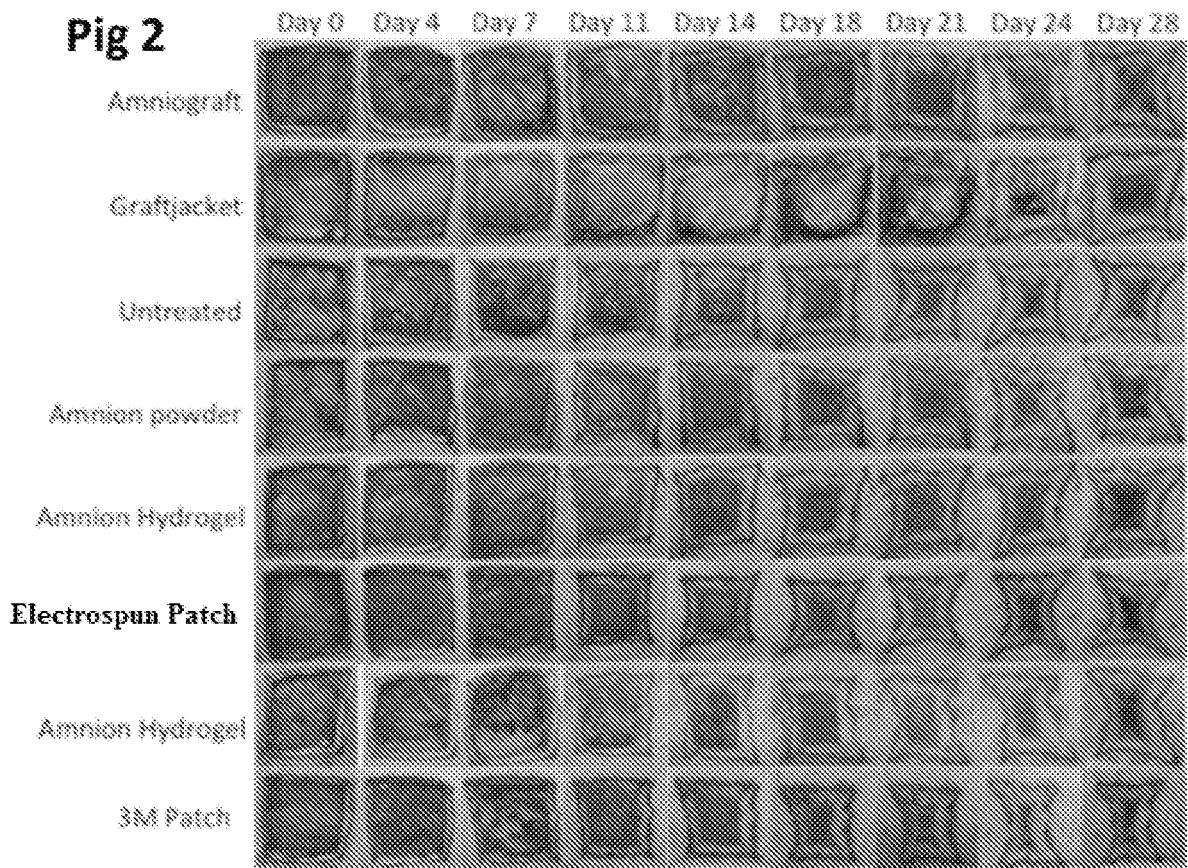 Pig 2
Day 0 Day 4 Day 7 Day 11 Day 14 Day 18 Day 21 Day 24 Day 28
Amniograft
Graftjacket
Untreated
Amnion powder
Amnion Hydrogel
Electrospun Patch
Amnion Hydrogel
3M Patch